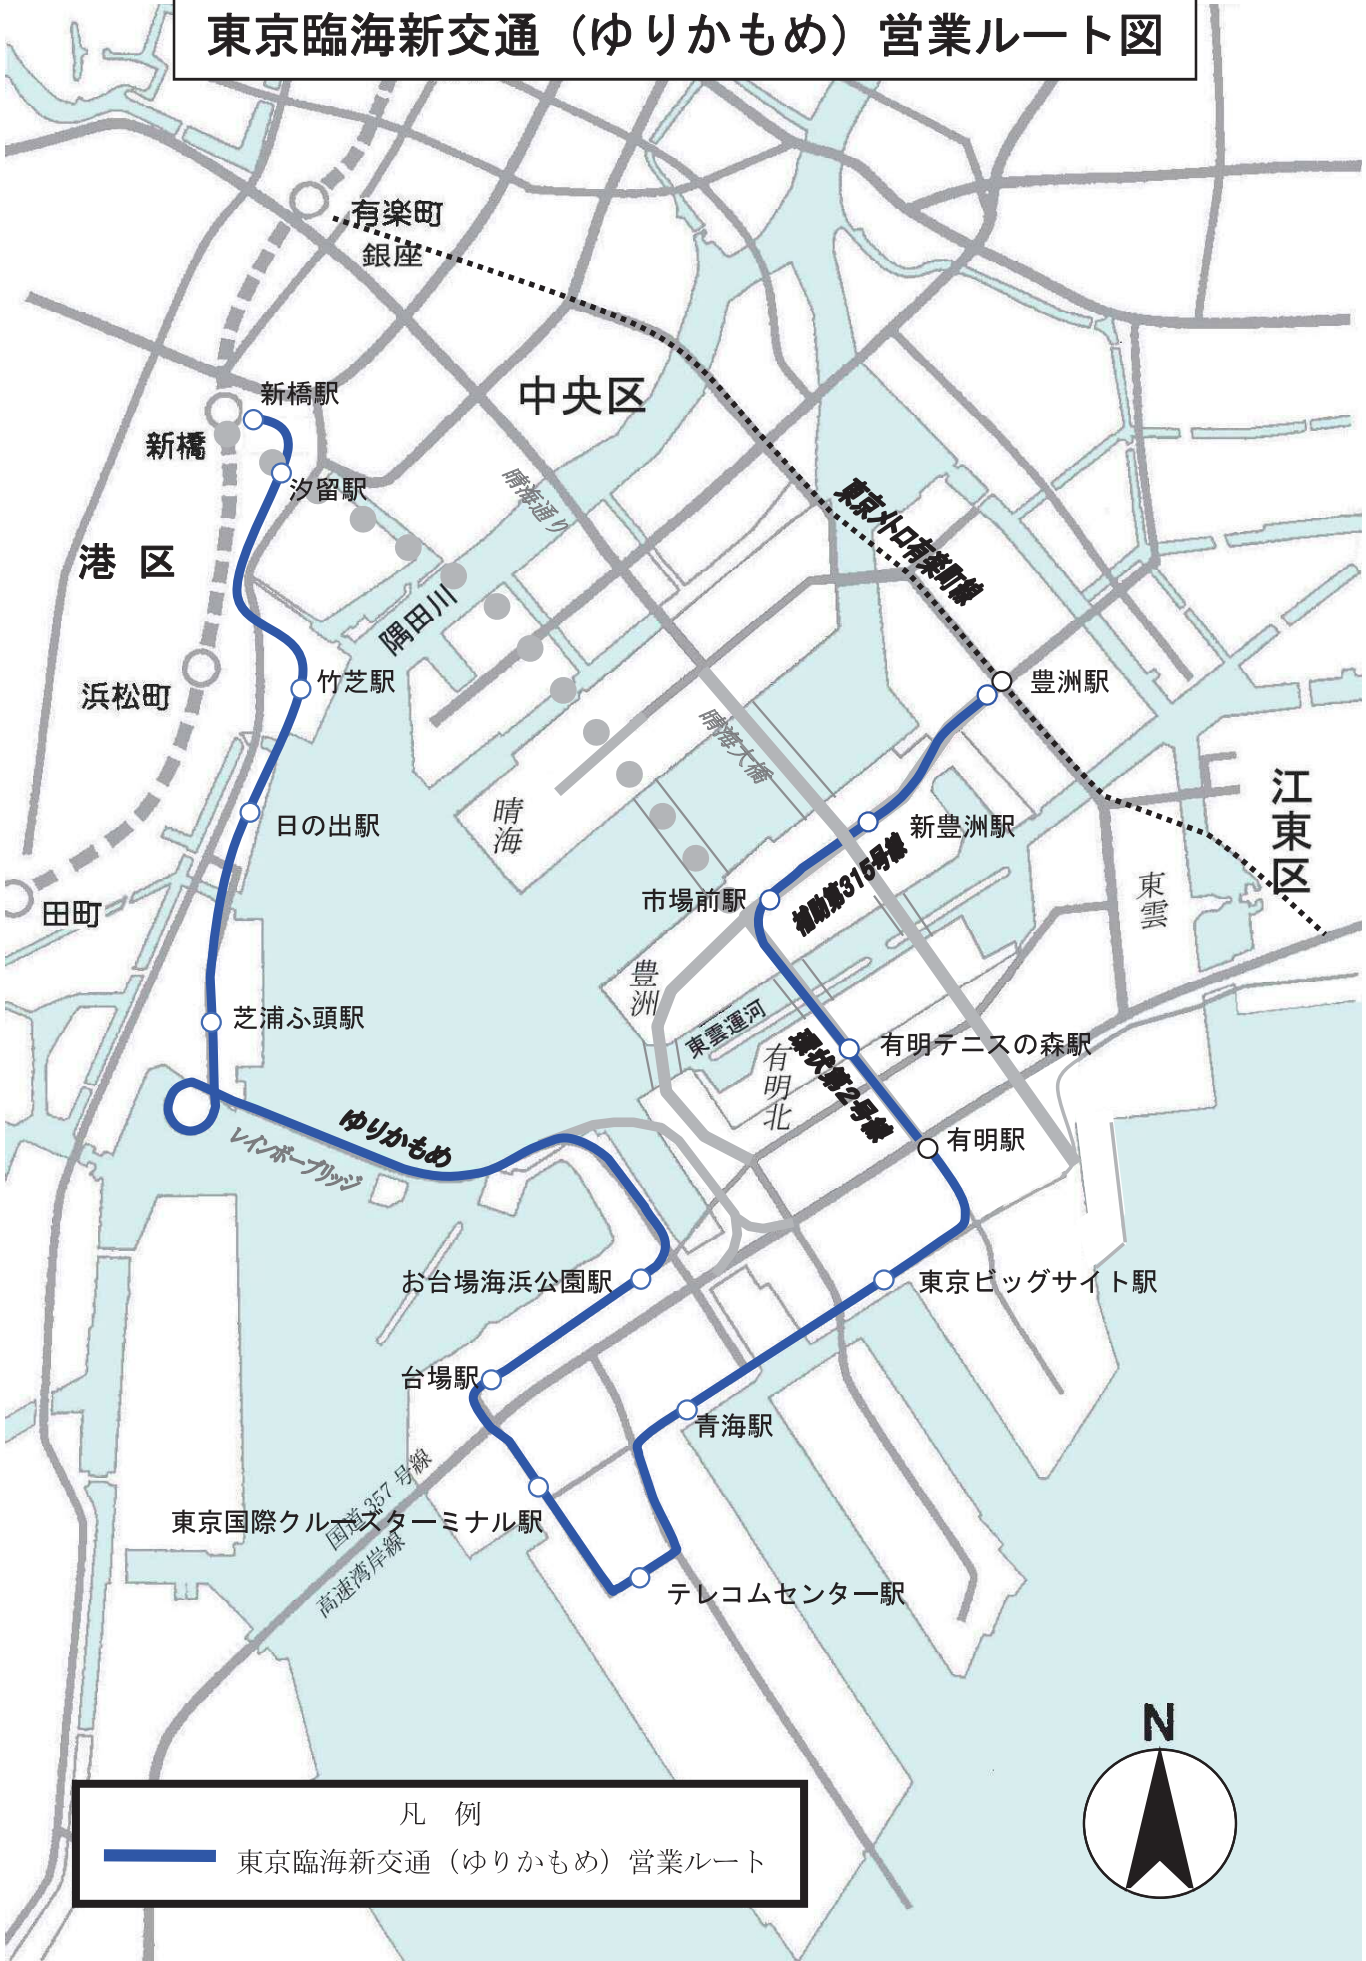 東京臨海新交通（ゆりかもめ）営業ルート図
有楽町
銀座
新橋駅
中央区
新橋
汐留駅
晴海通り
東京メトロ有楽町線
港 区
隅田川
竹芝駅
豊洲駅
浜松町
晴海大橋
晴海
日の出駅
新豊洲駅
江東区
補助第315号線
市場前駅
東雲
田町
豊洲
芝浦ふ頭駅
東雲運河
有明北
環状第2号線
有明テニスの森駅
ゆりかもめ
レインボーブリッジ
有明駅
お台場海浜公園駅
東京ビッグサイト駅
台場駅
青海駅
国道357号線
東京国際クルーズターミナル駅
高速湾岸線
テレコムセンター駅
N
凡 例
東京臨海新交通（ゆりかもめ）営業ルート